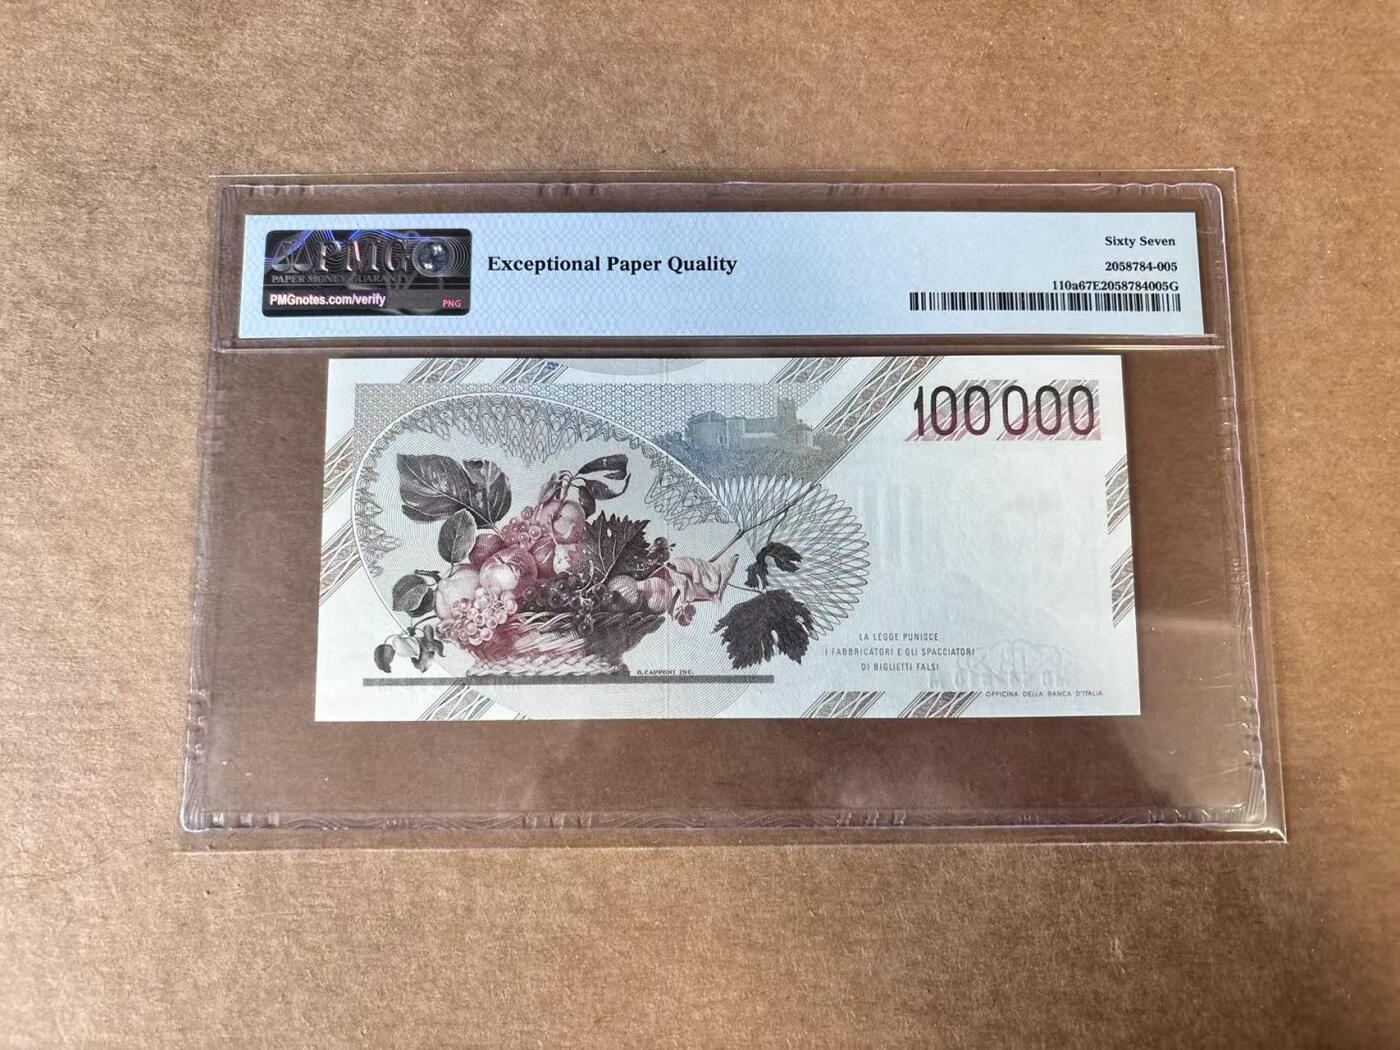 PMG
PAPER MONEY GUARANTY
PMGnotes.com/verify
PNG
Exceptional Paper Quality
Sixty Seven
2058784-005
110a67E2058784005G
100000
G. CAPPONI INC.
LA LEGGE PUNISCE
I FABBRICATORI E GLI SPACCIATORI
DI BIGLIETTI FALSI
OFFICINA DELLA BANCA D'ITALIA